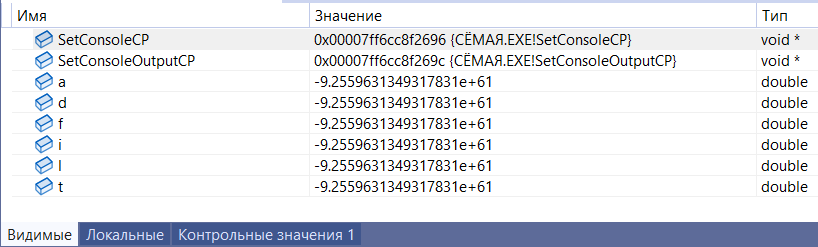 Имя Значение Тип
SetConsoleCP 0x00007ff6cc8f2696 {СЁМАЯ.EXE!SetConsoleCP} void *
SetConsoleOutputCP 0x00007ff6cc8f269c {СЁМАЯ.EXE!SetConsoleOutputCP} void *
a -9.2559631349317831e+61 double
d -9.2559631349317831e+61 double
f -9.2559631349317831e+61 double
i -9.2559631349317831e+61 double
l -9.2559631349317831e+61 double
t -9.2559631349317831e+61 double
Видимые Локальные Контрольные значения 1